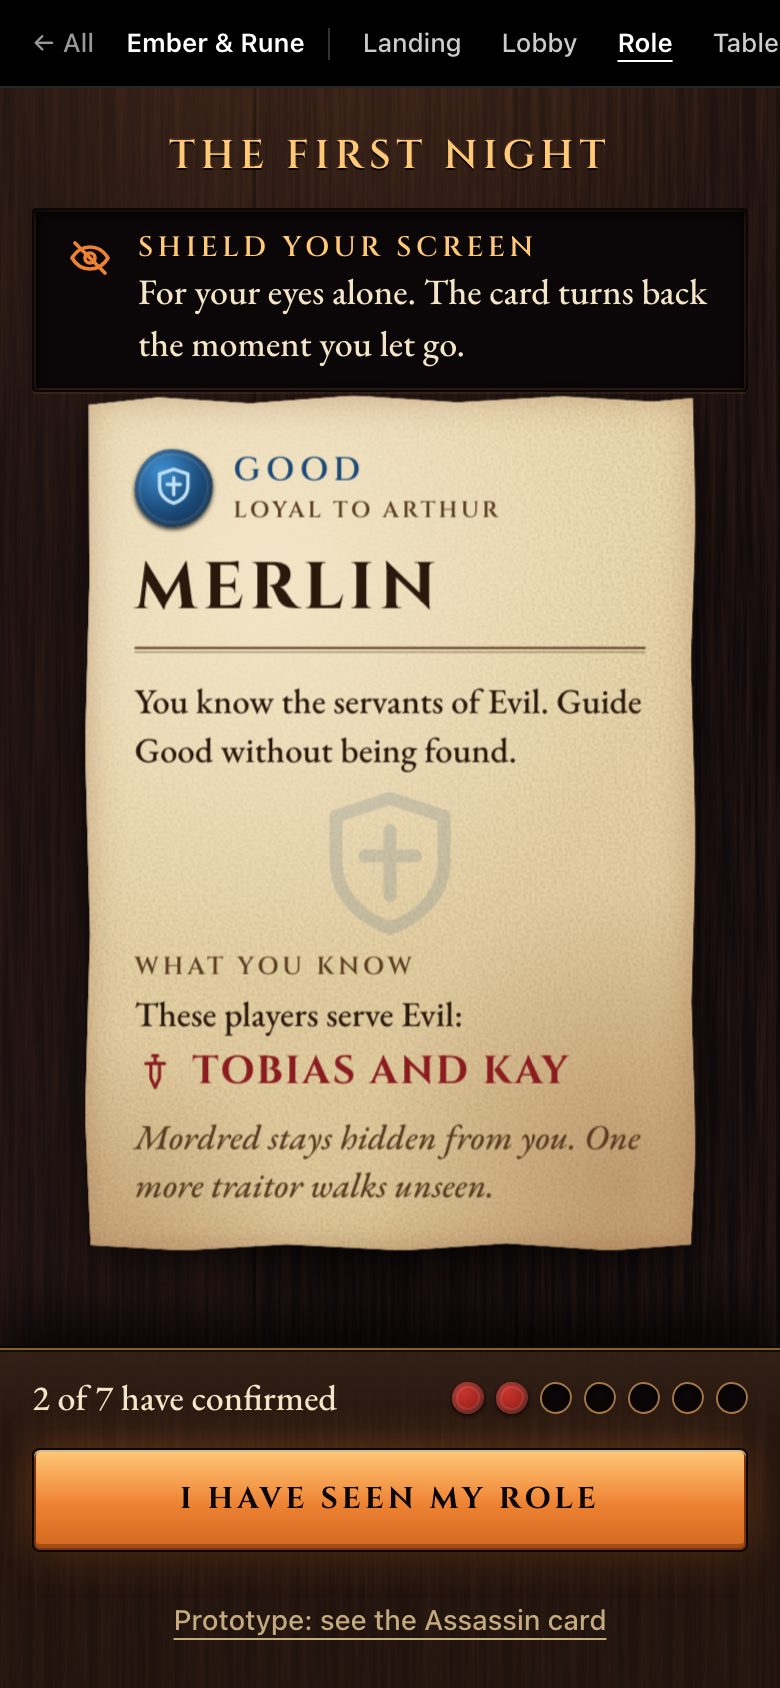 ← All Ember & Rune Landing Lobby Role Table
THE FIRST NIGHT
SHIELD YOUR SCREEN
For your eyes alone. The card turns back
the moment you let go.
GOOD
LOYAL TO ARTHUR
MERLIN
You know the servants of Evil. Guide
Good without being found.
WHAT YOU KNOW
These players serve Evil:
TOBIAS AND KAY
Mordred stays hidden from you. One
more traitor walks unseen.
2 of 7 have confirmed
I HAVE SEEN MY ROLE
Prototype: see the Assassin card